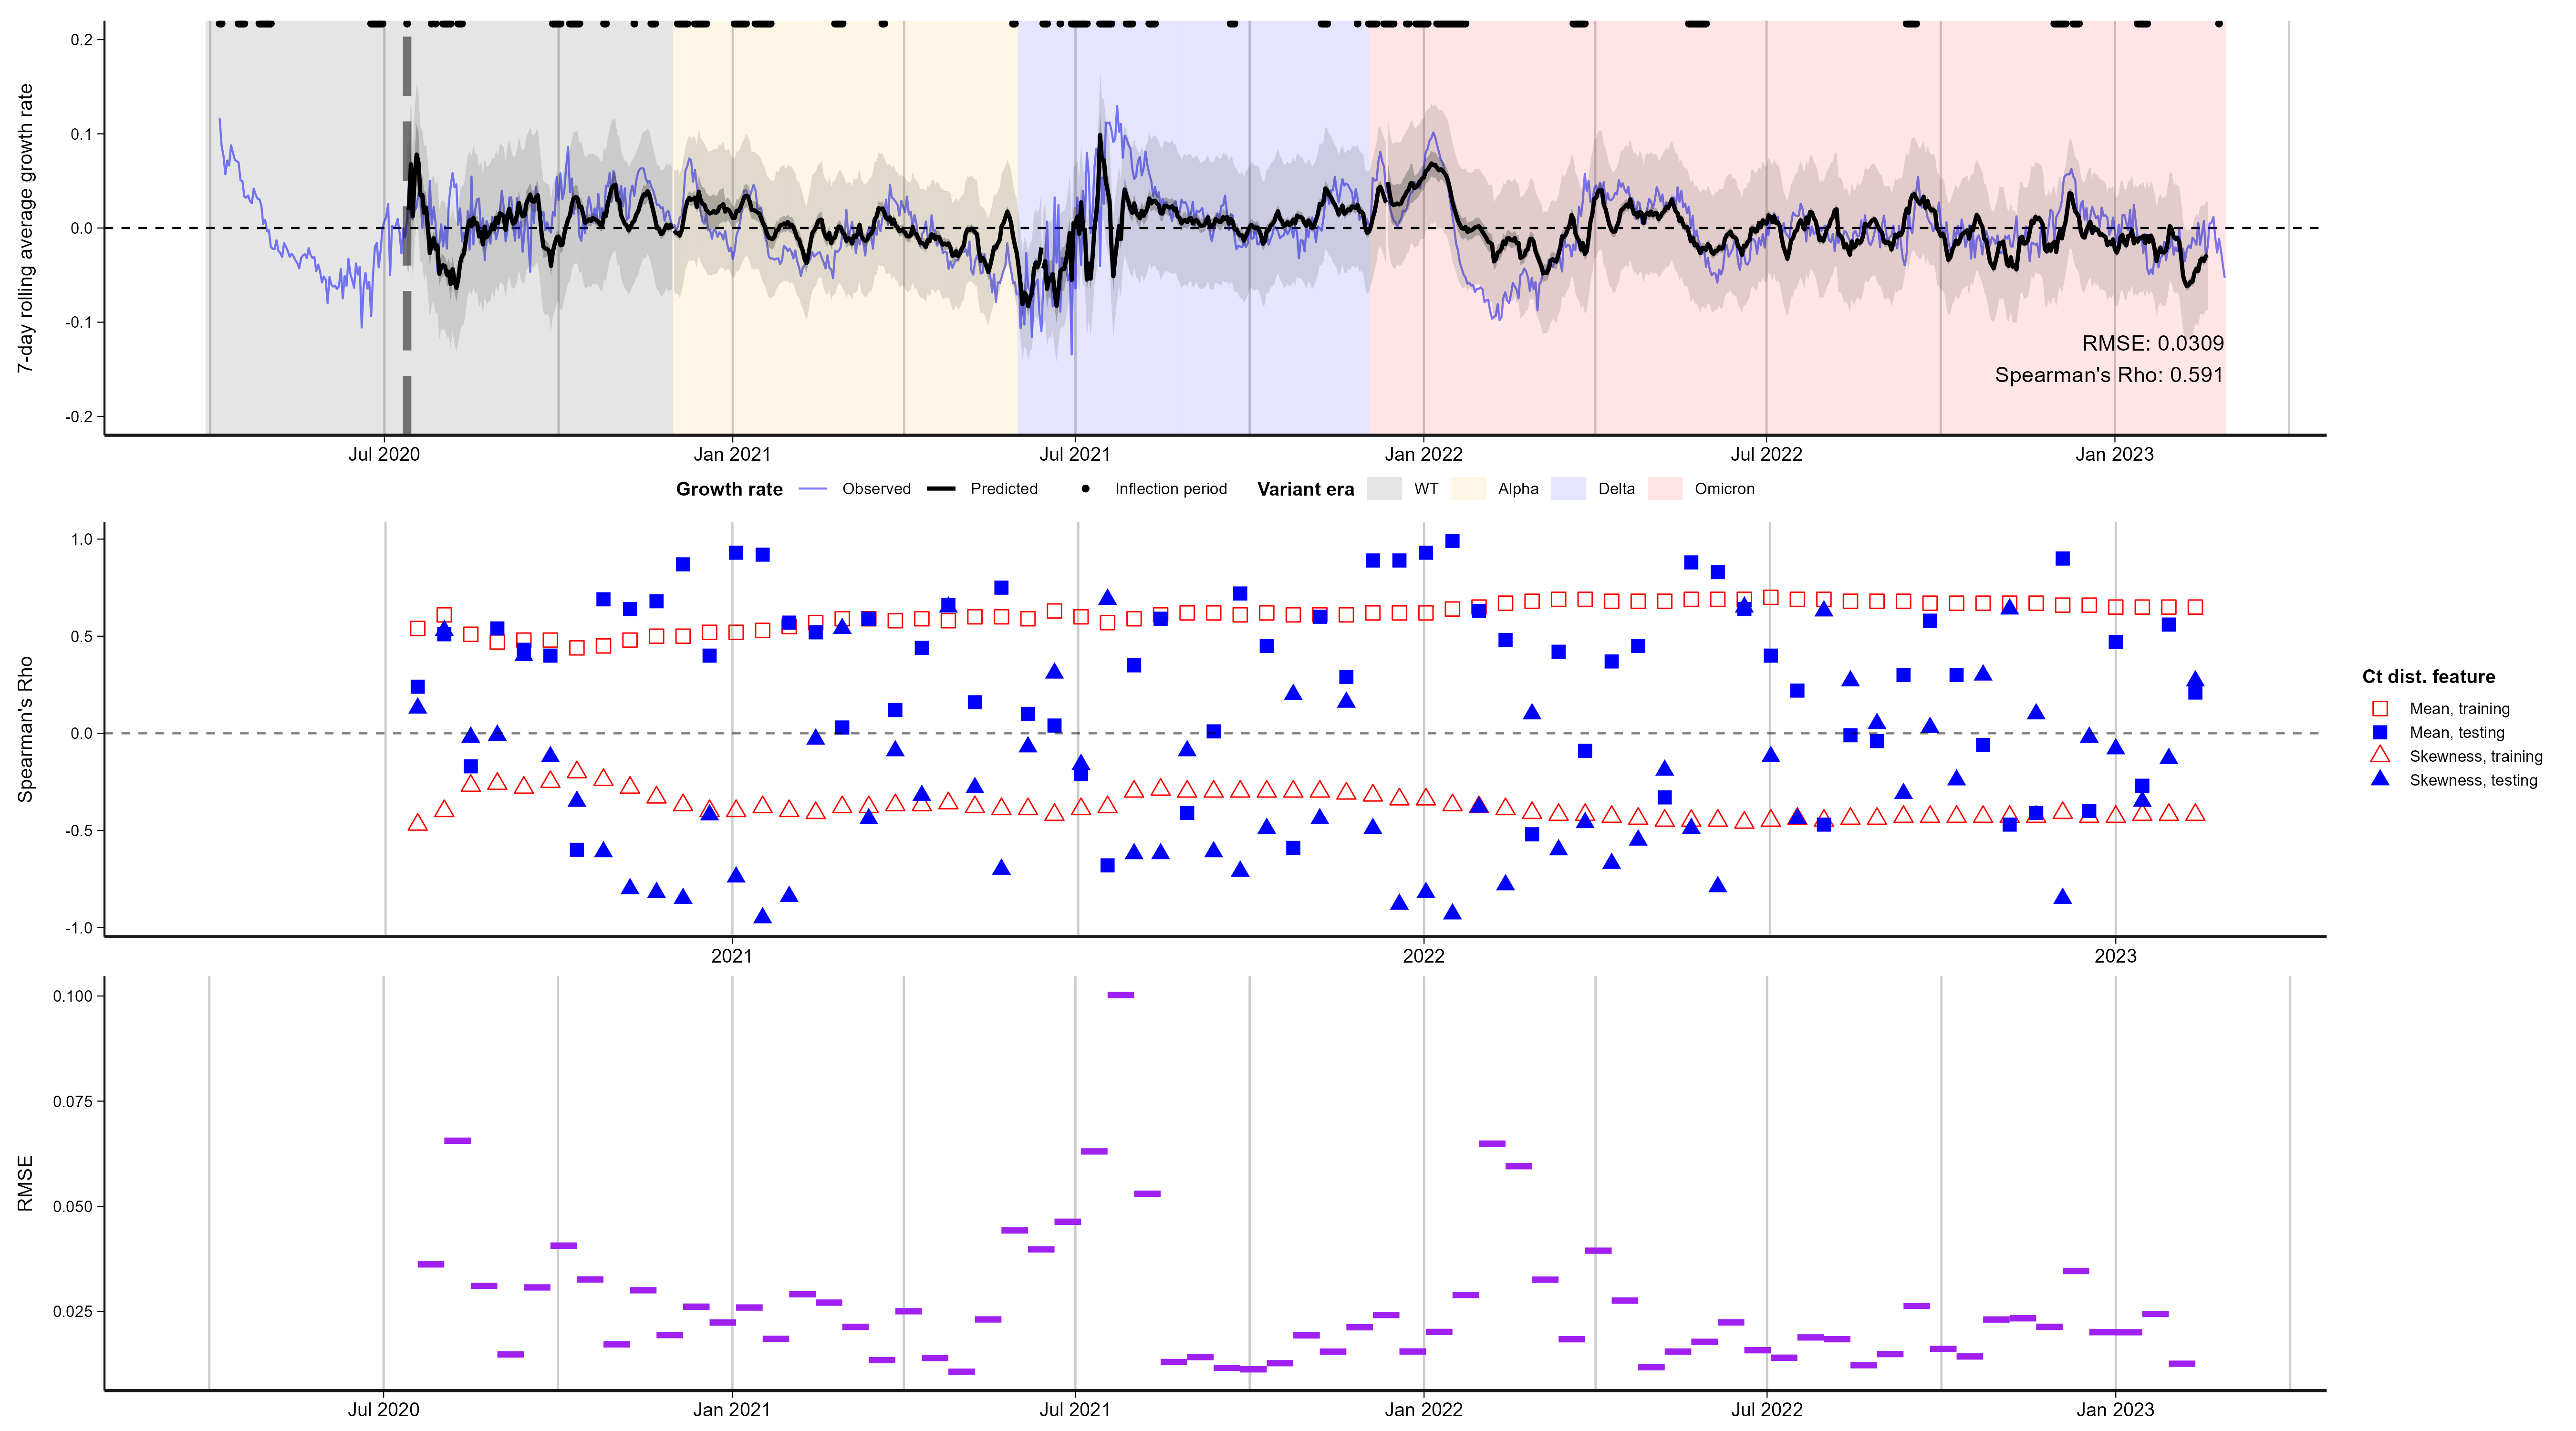 7-day rolling average growth rate
0.2
0.1
0.0
-0.1
-0.2
RMSE: 0.0309
Spearman's Rho: 0.591
Jul 2020 Jan 2021 Jul 2021 Jan 2022 Jul 2022 Jan 2023
Growth rate Observed Predicted Inflection period Variant era WT Alpha Delta Omicron
Spearman's Rho
1.0
0.5
0.0
-0.5
-1.0
2021 2022 2023
Ct dist. feature
Mean, training
Mean, testing
Skewness, training
Skewness, testing
RMSE
0.100
0.075
0.050
0.025
Jul 2020 Jan 2021 Jul 2021 Jan 2022 Jul 2022 Jan 2023